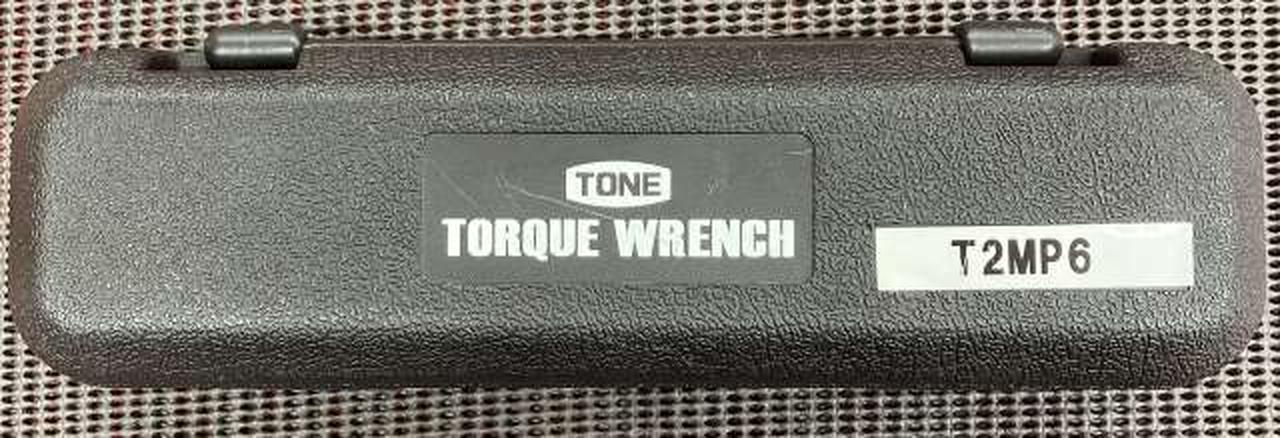 TONE
TORQUE WRENCH
T2MP6